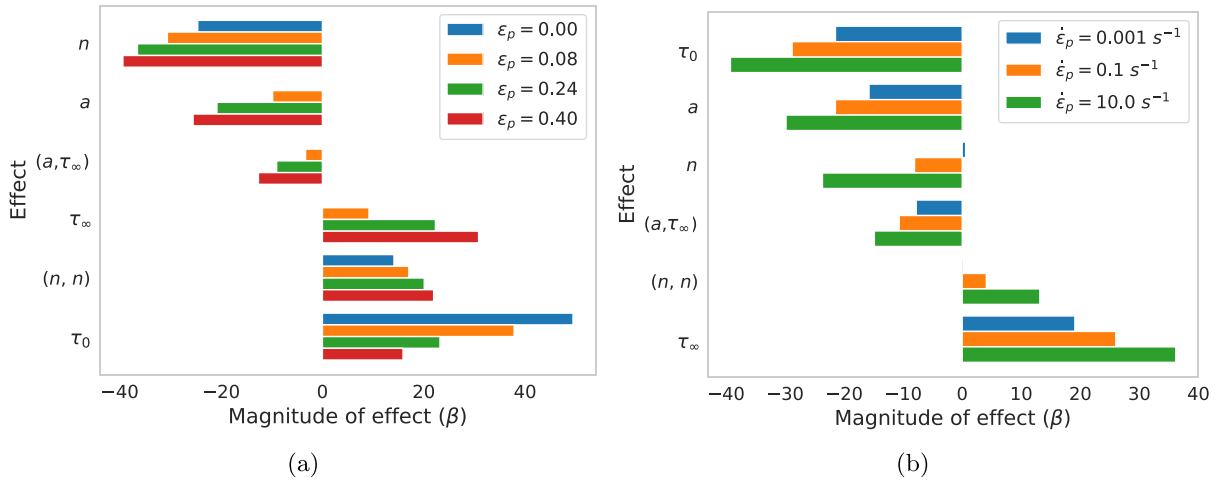 n
a
(a,τ∞)
τ∞
(n, n)
τ0
Effect
εp = 0.00
εp = 0.08
εp = 0.24
εp = 0.40
−40 −20 0 20 40
Magnitude of effect (β)
(a)
τ0
a
n
(a,τ∞)
(n, n)
τ∞
Effect
ε̇p = 0.001 s−1
ε̇p = 0.1 s−1
ε̇p = 10.0 s−1
−40 −30 −20 −10 0 10 20 30 40
Magnitude of effect (β)
(b)